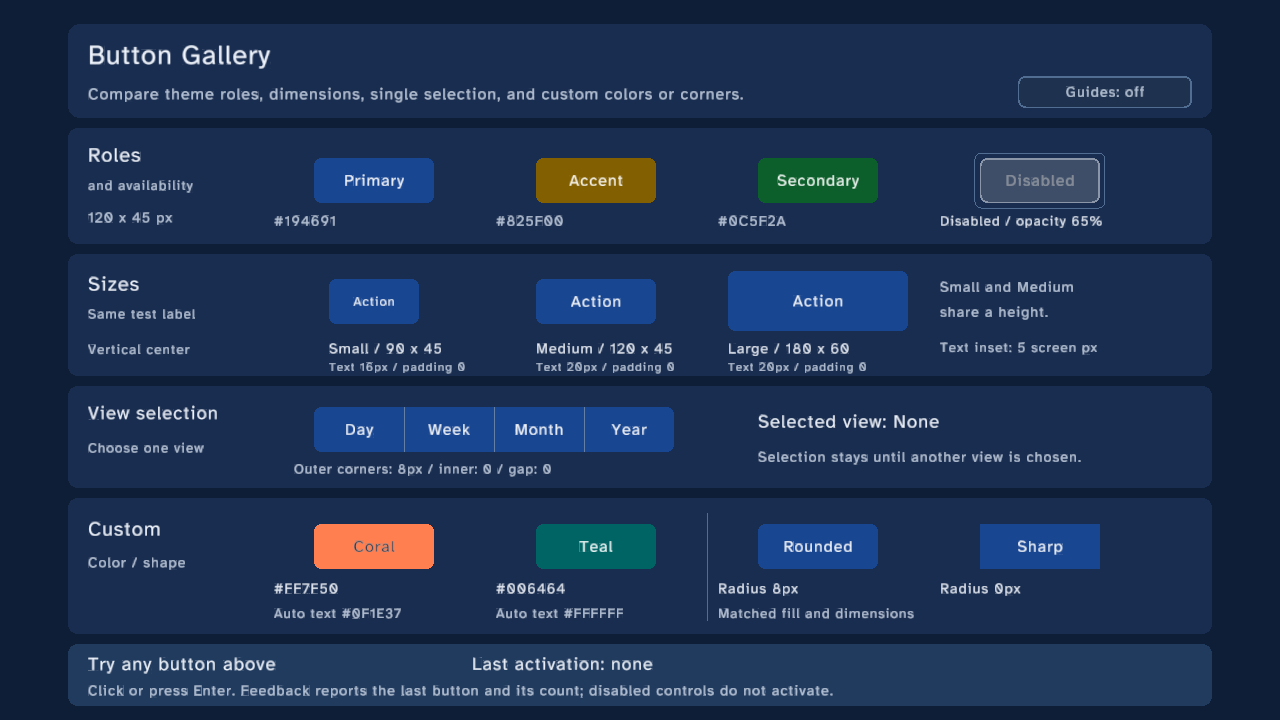 Button Gallery
Compare theme roles, dimensions, single selection, and custom colors or corners.
Guides: off
Roles
and availability
120 x 45 px
Primary
#194691
Accent
#825F00
Secondary
#0C5F2A
Disabled
Disabled / opacity 65%
Sizes
Same test label
Vertical center
Action
Small / 90 x 45
Text 16px / padding 0
Action
Medium / 120 x 45
Text 20px / padding 0
Action
Large / 180 x 60
Text 20px / padding 0
Small and Medium
share a height.
Text inset: 5 screen px
View selection
Choose one view
Day
Week
Month
Year
Outer corners: 8px / inner: 0 / gap: 0
Selected view: None
Selection stays until another view is chosen.
Custom
Color / shape
Coral
#FF7F50
Auto text #0F1E37
Teal
#006464
Auto text #FFFFFF
Rounded
Radius 8px
Matched fill and dimensions
Sharp
Radius 0px
Try any button above
Last activation: none
Click or press Enter. Feedback reports the last button and its count; disabled controls do not activate.